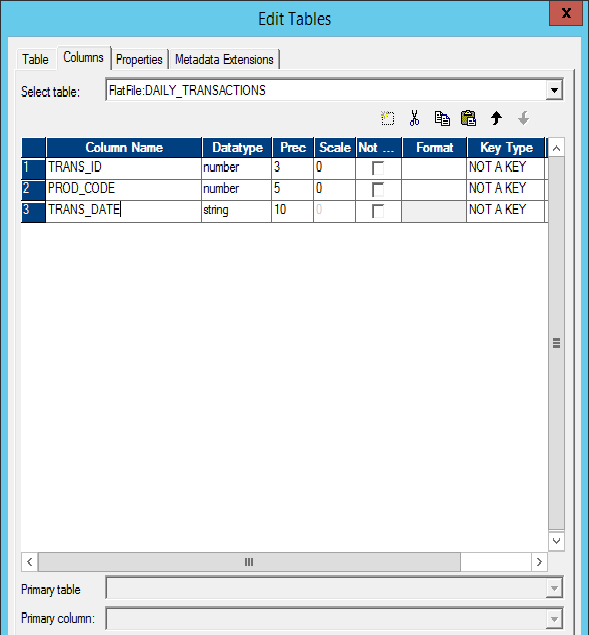 Edit Tables
X
Table Columns Properties Metadata Extensions
Select table: FlatFile:DAILY_TRANSACTIONS
Column Name Datatype Prec Scale Not ... Format Key Type
1 TRANS_ID number 3 0 NOT A KEY
2 PROD_CODE number 5 0 NOT A KEY
3 TRANS_DATE string 10 0 NOT A KEY
Primary table
Primary column: